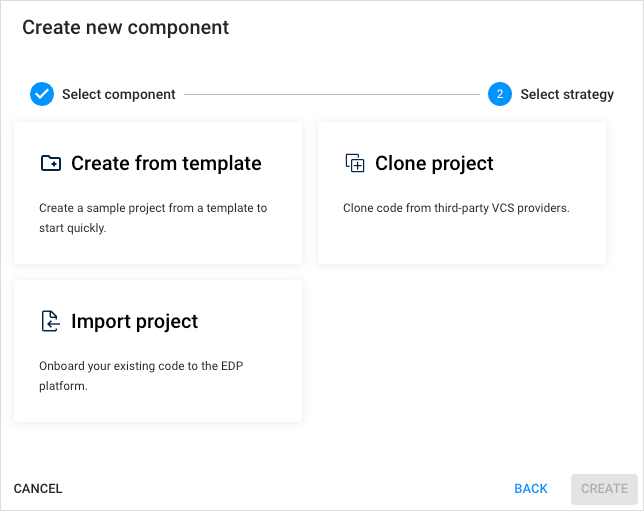 Create new component
Select component
2
Select strategy
Create from template
Create a sample project from a template to
start quickly.
Clone project
Clone code from third-party VCS providers.
Import project
Onboard your existing code to the EDP
platform.
CANCEL
BACK
CREATE